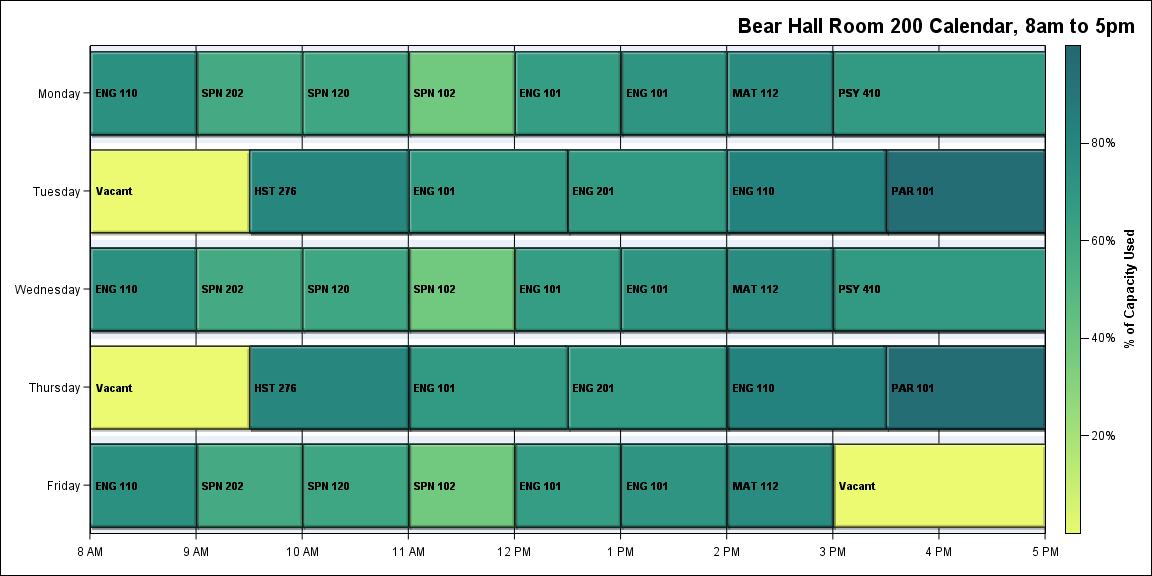 Bear Hall Room 200 Calendar, 8am to 5pm
Monday ENG 110 SPN 202 SPN 120 SPN 102 ENG 101 ENG 101 MAT 112 PSY 410
80%
Tuesday Vacant HST 276 ENG 101 ENG 201 ENG 110 PAR 101
60%
% of Capacity Used
Wednesday ENG 110 SPN 202 SPN 120 SPN 102 ENG 101 ENG 101 MAT 112 PSY 410
40%
Thursday Vacant HST 276 ENG 101 ENG 201 ENG 110 PAR 101
20%
Friday ENG 110 SPN 202 SPN 120 SPN 102 ENG 101 ENG 101 MAT 112 Vacant
8 AM 9 AM 10 AM 11 AM 12 PM 1 PM 2 PM 3 PM 4 PM 5 PM